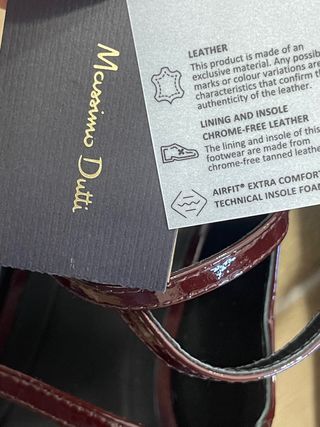 Massimo Dutti
LEATHER
This product is made of an
exclusive material. Any possib
marks or colour variations are
characteristics that confirm th
authenticity of the leather.
LINING AND INSOLE
CHROME-FREE LEATHER
The lining and insole of this
footwear are made from
chrome-free tanned leathe
AIRFIT® EXTRA COMFORT
TECHNICAL INSOLE FOAM